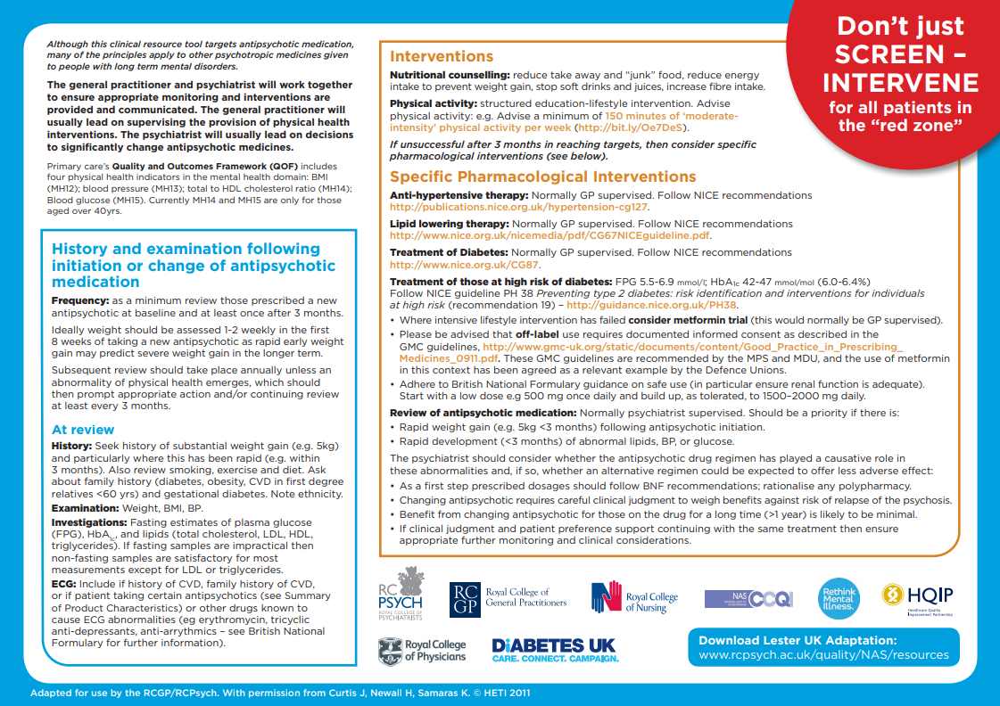 Although this clinical resource tool targets antipsychotic medication,
many of the principles apply to other psychotropic medicines given
to people with long term mental disorders.
The general practitioner and psychiatrist will work together
to ensure appropriate monitoring and interventions are
provided and communicated. The general practitioner will
usually lead on supervising the provision of physical health
interventions. The psychiatrist will usually lead on decisions
to significantly change antipsychotic medicines.
Primary care's Quality and Outcomes Framework (QOF) includes
four physical health indicators in the mental health domain: BMI
(MH12); blood pressure (MH13); total to HDL cholesterol ratio (MH14);
Blood glucose (MH15). Currently MH14 and MH15 are only for those
aged over 40yrs.
History and examination following
initiation or change of antipsychotic
medication
Frequency: as a minimum review those prescribed a new
antipsychotic at baseline and at least once after 3 months.
Ideally weight should be assessed 1-2 weekly in the first
8 weeks of taking a new antipsychotic as rapid early weight
gain may predict severe weight gain in the longer term.
Subsequent review should take place annually unless an
abnormality of physical health emerges, which should
then prompt appropriate action and/or continuing review
at least every 3 months.
At review
History: Seek history of substantial weight gain (e.g. 5kg)
and particularly where this has been rapid (e.g. within
3 months). Also review smoking, exercise and diet. Ask
about family history (diabetes, obesity, CVD in first degree
relatives <60 yrs) and gestational diabetes. Note ethnicity.
Examination: Weight, BMI, BP.
Investigations: Fasting estimates of plasma glucose
(FPG), HbA1c, and lipids (total cholesterol, LDL, HDL,
triglycerides). If fasting samples are impractical then
non-fasting samples are satisfactory for most
measurements except for LDL or triglycerides.
ECG: Include if history of CVD, family history of CVD,
or if patient taking certain antipsychotics (see Summary
of Product Characteristics) or other drugs known to
cause ECG abnormalities (eg erythromycin, tricyclic
anti-depressants, anti-arrythmics – see British National
Formulary for further information).
Don't just
SCREEN –
INTERVENE
for all patients in
the "red zone"
Interventions
Nutritional counselling: reduce take away and "junk" food, reduce energy
intake to prevent weight gain, stop soft drinks and juices, increase fibre intake.
Physical activity: structured education-lifestyle intervention. Advise
physical activity: e.g. Advise a minimum of 150 minutes of 'moderate-
intensity' physical activity per week (http://bit.ly/Oe7DeS).
If unsuccessful after 3 months in reaching targets, then consider specific
pharmacological interventions (see below).
Specific Pharmacological Interventions
Anti-hypertensive therapy: Normally GP supervised. Follow NICE recommendations
http://publications.nice.org.uk/hypertension-cg127.
Lipid lowering therapy: Normally GP supervised. Follow NICE recommendations
http://www.nice.org.uk/nicemedia/pdf/CG67NICEguideline.pdf.
Treatment of Diabetes: Normally GP supervised. Follow NICE recommendations
http://www.nice.org.uk/CG87.
Treatment of those at high risk of diabetes: FPG 5.5-6.9 mmol/l; HbA1c 42-47 mmol/mol (6.0-6.4%)
Follow NICE guideline PH 38 Preventing type 2 diabetes: risk identification and interventions for individuals
at high risk (recommendation 19) – http://guidance.nice.org.uk/PH38.
• Where intensive lifestyle intervention has failed consider metformin trial (this would normally be GP supervised).
• Please be advised that off-label use requires documented informed consent as described in the
GMC guidelines, http://www.gmc-uk.org/static/documents/content/Good_Practice_in_Prescribing_
Medicines_0911.pdf. These GMC guidelines are recommended by the MPS and MDU, and the use of metformin
in this context has been agreed as a relevant example by the Defence Unions.
• Adhere to British National Formulary guidance on safe use (in particular ensure renal function is adequate).
Start with a low dose e.g 500 mg once daily and build up, as tolerated, to 1500–2000 mg daily.
Review of antipsychotic medication: Normally psychiatrist supervised. Should be a priority if there is:
• Rapid weight gain (e.g. 5kg <3 months) following antipsychotic initiation.
• Rapid development (<3 months) of abnormal lipids, BP, or glucose.
The psychiatrist should consider whether the antipsychotic drug regimen has played a causative role in
these abnormalities and, if so, whether an alternative regimen could be expected to offer less adverse effect:
• As a first step prescribed dosages should follow BNF recommendations; rationalise any polypharmacy.
• Changing antipsychotic requires careful clinical judgment to weigh benefits against risk of relapse of the psychosis.
• Benefit from changing antipsychotic for those on the drug for a long time (>1 year) is likely to be minimal.
• If clinical judgment and patient preference support continuing with the same treatment then ensure
appropriate further monitoring and clinical considerations.
RC
PSYCH
ROYAL COLLEGE OF
PSYCHIATRISTS
RC
GP
Royal College of
General Practitioners
Royal College
of Nursing
NAS
CCQI
Rethink
Mental
Illness.
HQIP
Healthcare Quality
Improvement Partnership
Royal College
of Physicians
DIABETES UK
CARE. CONNECT. CAMPAIGN.
Download Lester UK Adaptation:
www.rcpsych.ac.uk/quality/NAS/resources
Adapted for use by the RCGP/RCPsych. With permission from Curtis J, Newall H, Samaras K. © HETI 2011